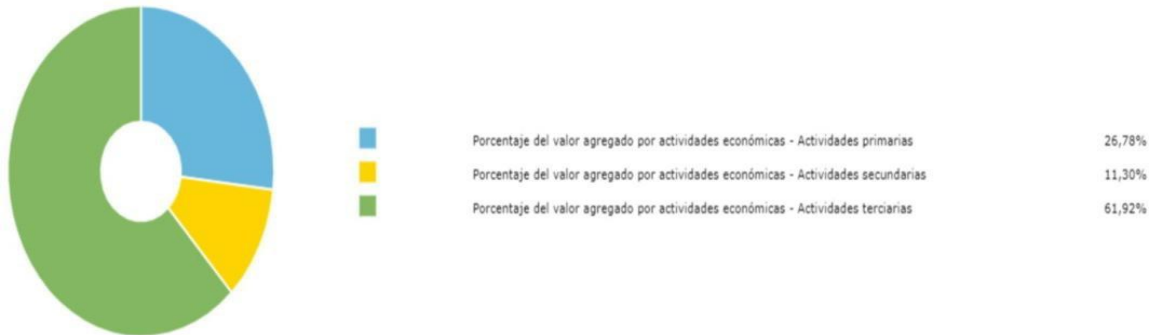 Porcentaje del valor agregado por actividades económicas - Actividades primarias 26,78%
Porcentaje del valor agregado por actividades económicas - Actividades secundarias 11,30%
Porcentaje del valor agregado por actividades económicas - Actividades terciarias 61,92%